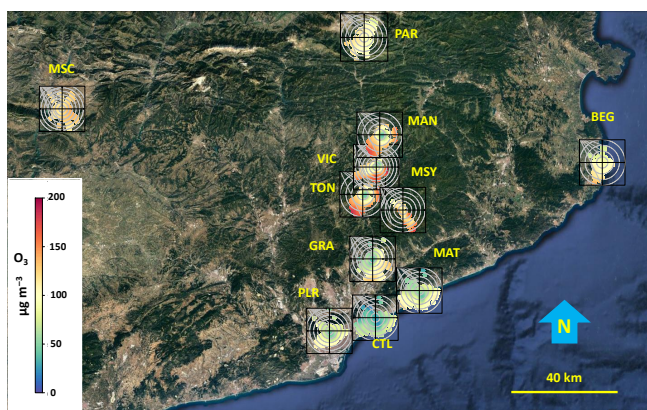 PAR
MSC
MAN
BEG
VIC
MSY
TON
200
150
O₃
µg m⁻³
100
50
0
GRA
MAT
PLR
CTL
N
40 km